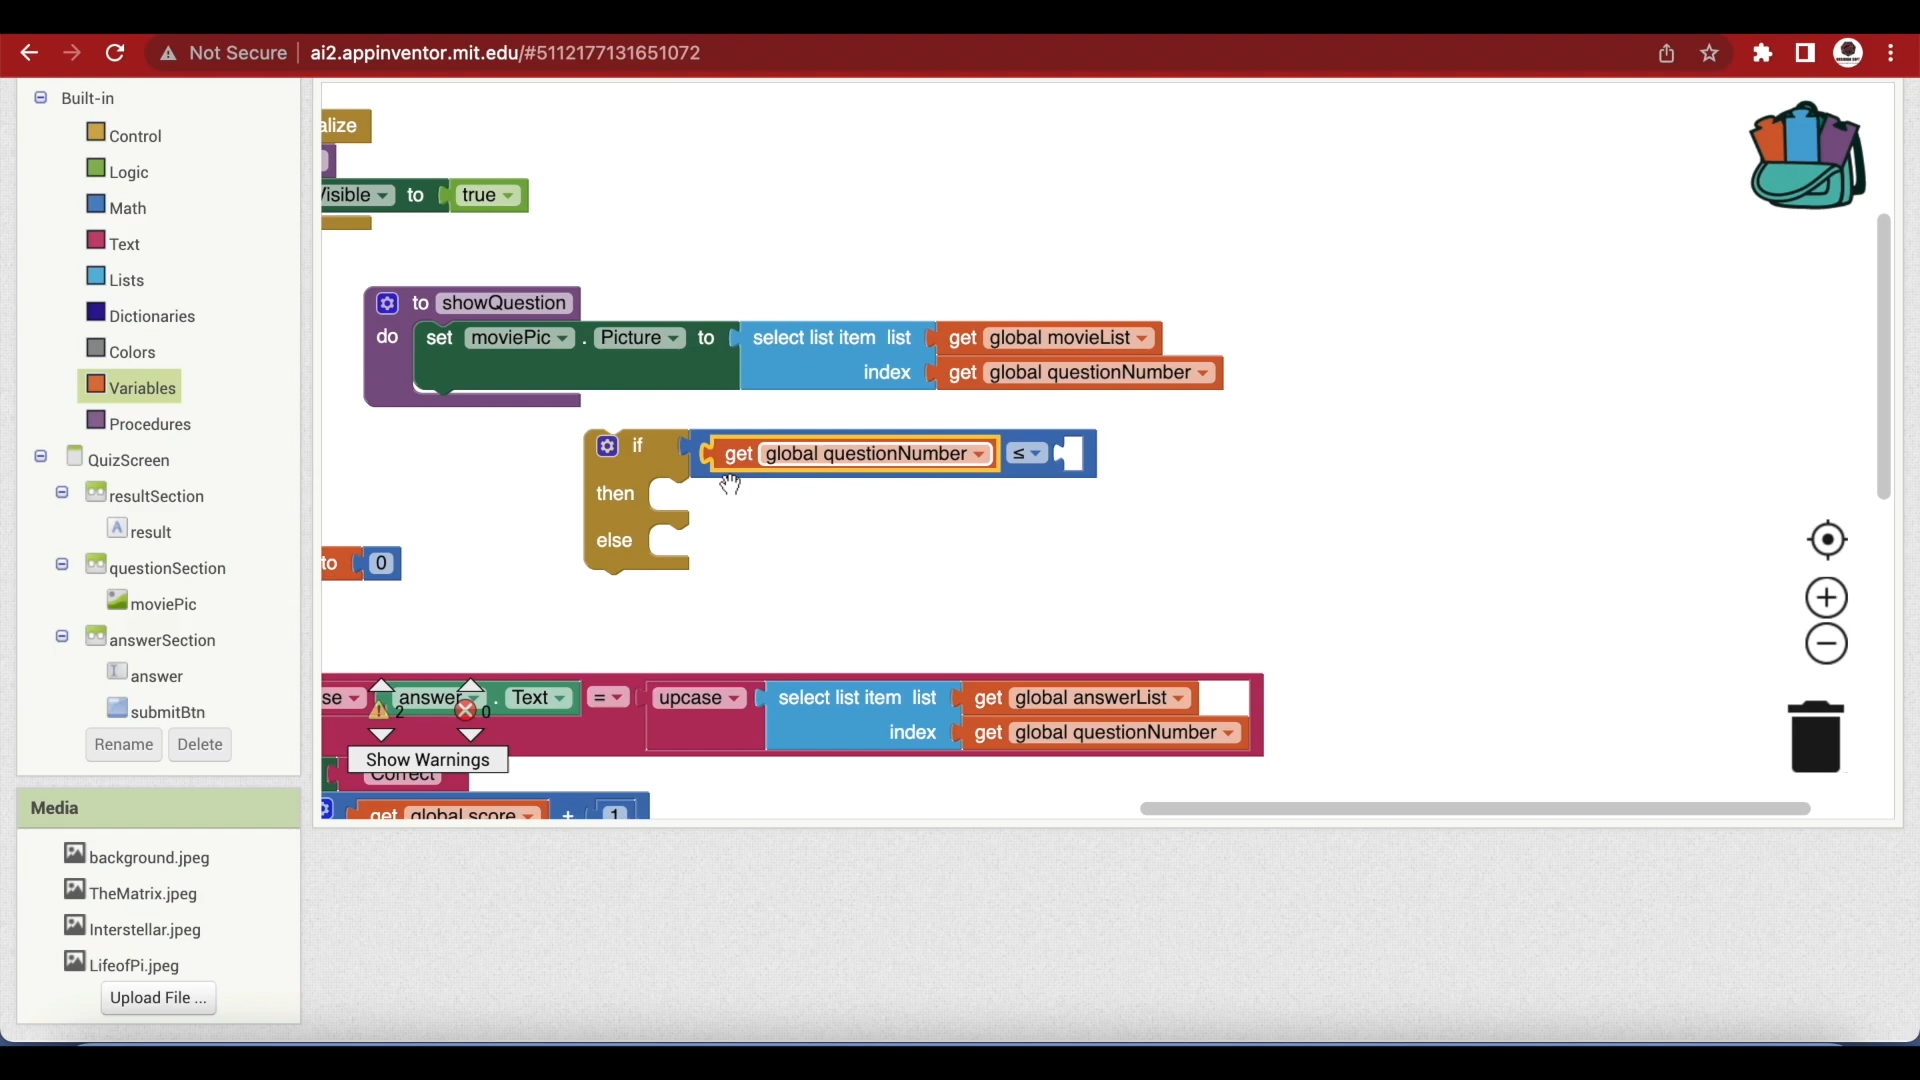 Not Secure | ai2.appinventor.mit.edu/#5112177131651072
Built-in
Control
Logic
Math
Text
Lists
Dictionaries
Colors
Variables
Procedures
QuizScreen
resultSection
result
questionSection
moviePic
answerSection
answer
submitBtn
Rename Delete
Media
background.jpeg
TheMatrix.jpeg
Interstellar.jpeg
LifeofPi.jpeg
Upload File ...
alize
Visible to true
to showQuestion
do set moviePic . Picture to select list item list get global movieList
index get global questionNumber
if get global questionNumber ≤
then
else
to 0
se answer . Text = upcase select list item list get global answerList
2 0
index get global questionNumber
Show Warnings
Correct
get global score + 1